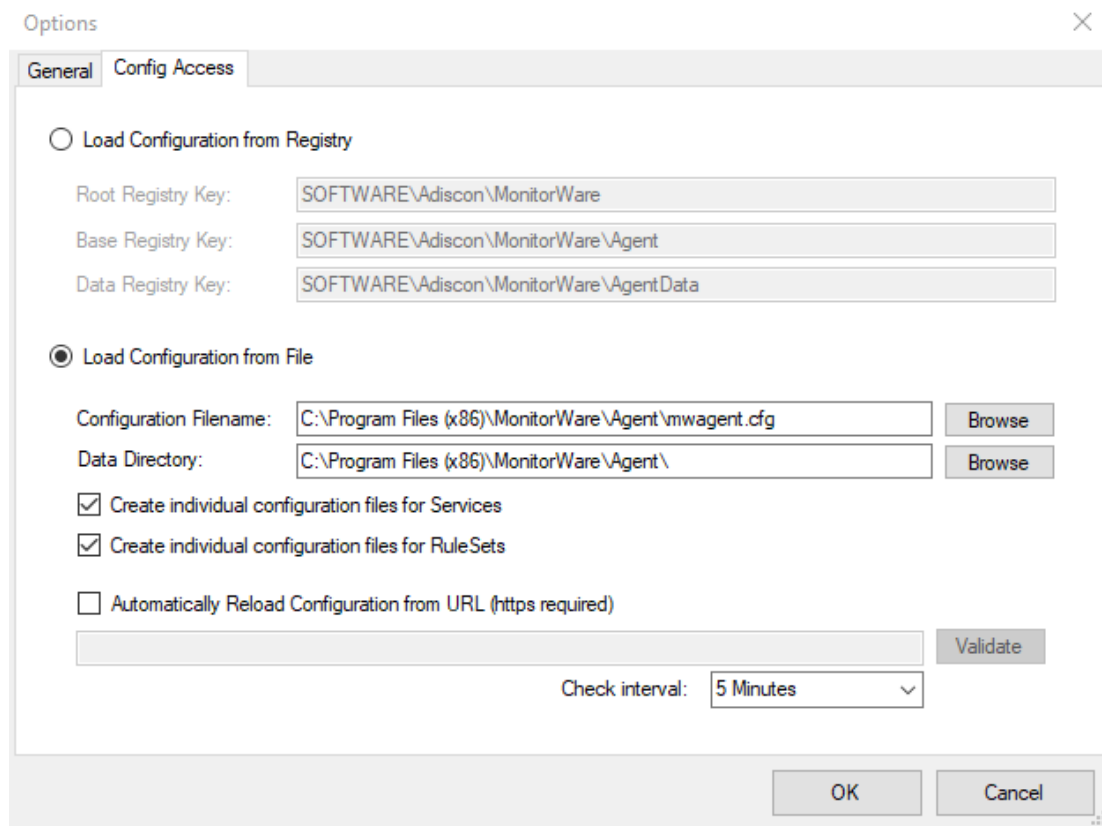 Options
General Config Access
Load Configuration from Registry
Root Registry Key: SOFTWARE\Adiscon\MonitorWare
Base Registry Key: SOFTWARE\Adiscon\MonitorWare\Agent
Data Registry Key: SOFTWARE\Adiscon\MonitorWare\AgentData
Load Configuration from File
Configuration Filename: C:\Program Files (x86)\MonitorWare\Agent\mwagent.cfg Browse
Data Directory: C:\Program Files (x86)\MonitorWare\Agent\ Browse
Create individual configuration files for Services
Create individual configuration files for RuleSets
Automatically Reload Configuration from URL (https required)
Validate
Check interval: 5 Minutes
OK Cancel